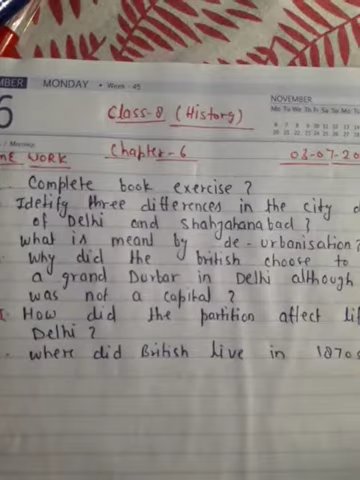 MBER MONDAY • Week - 45
6
NOVEMBER
Class-8 (History)
ME WORK Chapter-6 03-07-20
Complete book exercise ?
Idetify three differences in the city o
of Delhi and Shahjahanabad ?
what is meant by de-urbanisation?
why did the british choose to
a grand Durbar in Delhi although
was not a capital ?
How did the partition affect lif
Delhi ?
where did British live in 1870s